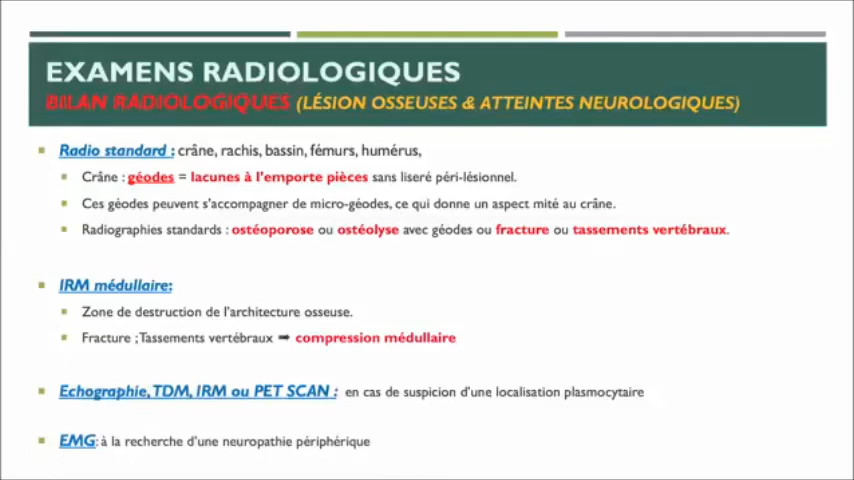 EXAMENS RADIOLOGIQUES
BILAN RADIOLOGIQUES (LÉSION OSSEUSES & ATTEINTES NEUROLOGIQUES)
Radio standard : crâne, rachis, bassin, fémurs, humérus,
Crâne : géodes = lacunes à l'emporte pièces sans liseré péri-lésionnel.
Ces géodes peuvent s'accompagner de micro-géodes, ce qui donne un aspect mité au crâne.
Radiographies standards : ostéoporose ou ostéolyse avec géodes ou fracture ou tassements vertébraux.
IRM médullaire:
Zone de destruction de l'architecture osseuse.
Fracture ; Tassements vertébraux ➡ compression médullaire
Echographie, TDM, IRM ou PET SCAN : en cas de suspicion d'une localisation plasmocytaire
EMG: à la recherche d'une neuropathie périphérique